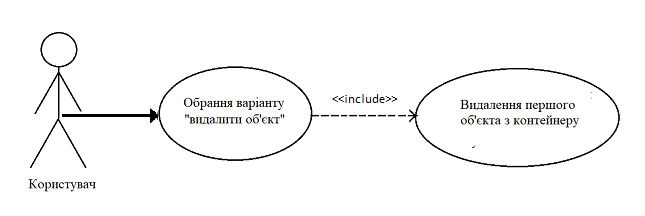 Обрання варіанту
"видалити об'єкт"
<<include>>
Видалення першого
об'єкта з контейнеру
Користувач